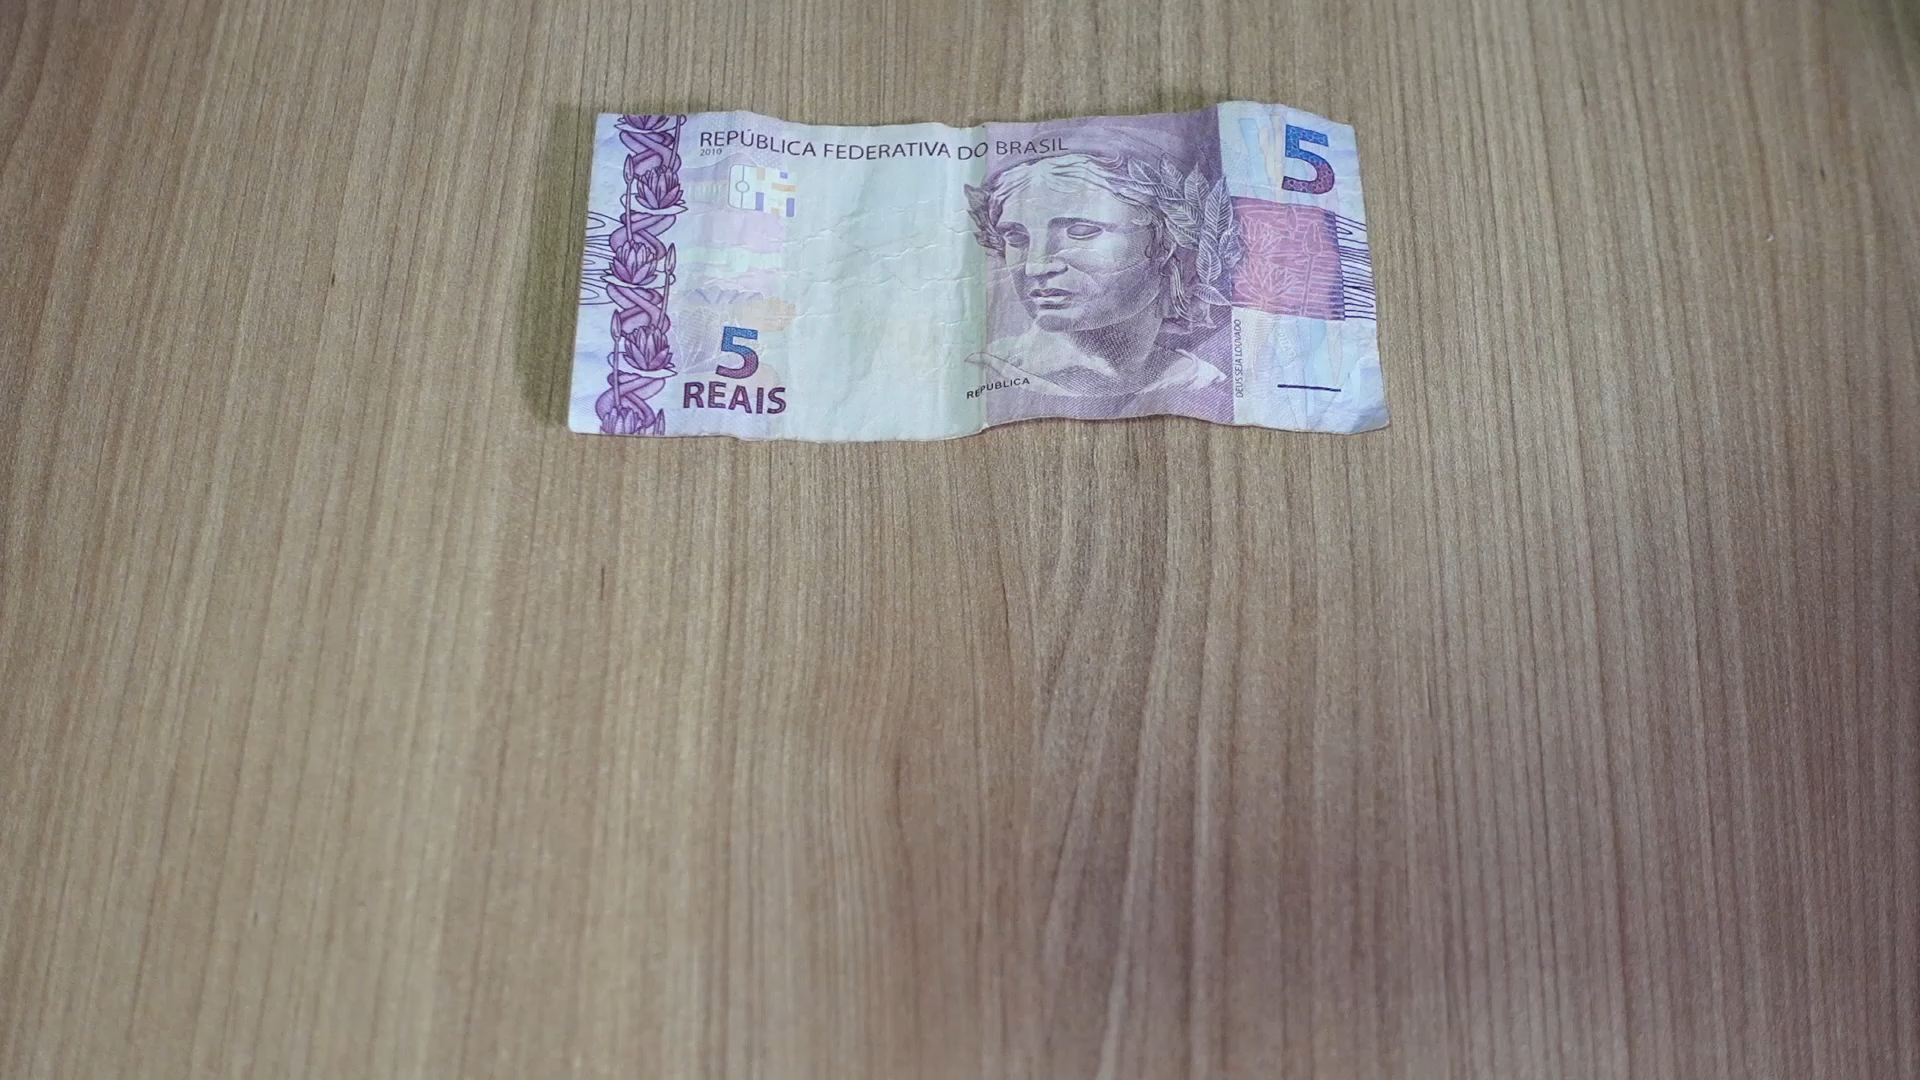 REPÚBLICA FEDERATIVA DO BRASIL
2010
5
5
REAIS
REPÚBLICA
DEUS SEJA LOUVADO